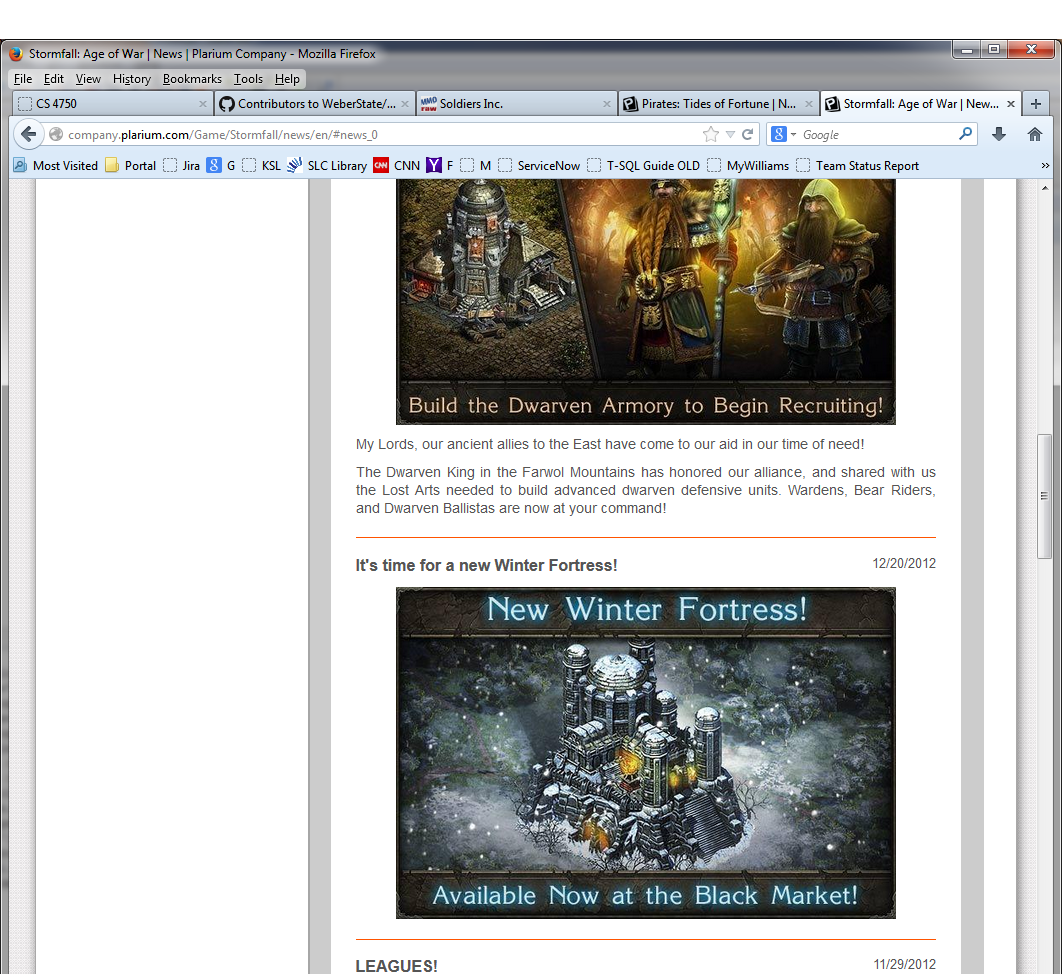 Stormfall: Age of War | News | Plarium Company - Mozilla Firefox
File Edit View History Bookmarks Tools Help
CS 4750 Contributors to WeberState/... MMO raw Soldiers Inc. Pirates: Tides of Fortune | N... Stormfall: Age of War | New...
company.plarium.com/Game/Stormfall/news/en/#news_0 Google
Most Visited Portal Jira G KSL SLC Library CNN CNN F M ServiceNow T-SQL Guide OLD MyWilliams Team Status Report
Build the Dwarven Armory to Begin Recruiting!
My Lords, our ancient allies to the East have come to our aid in our time of need!
The Dwarven King in the Farwol Mountains has honored our alliance, and shared with us
the Lost Arts needed to build advanced dwarven defensive units. Wardens, Bear Riders,
and Dwarven Ballistas are now at your command!
It's time for a new Winter Fortress! 12/20/2012
New Winter Fortress!
Available Now at the Black Market!
LEAGUES! 11/29/2012